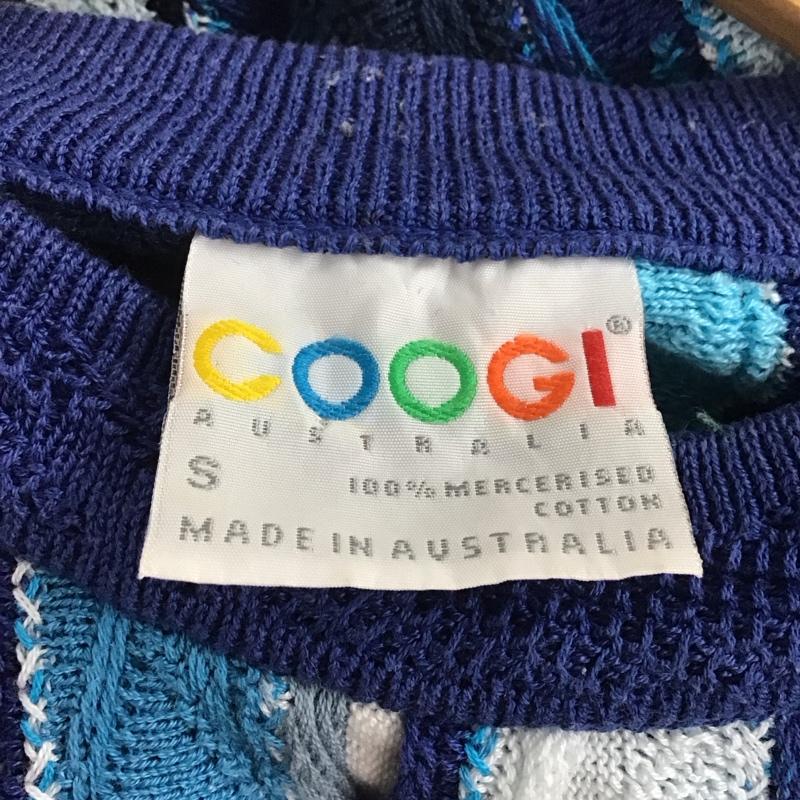 COOGI®
AUSTRALIA
S
100% MERCERISED
COTTON
MADE IN AUSTRALIA